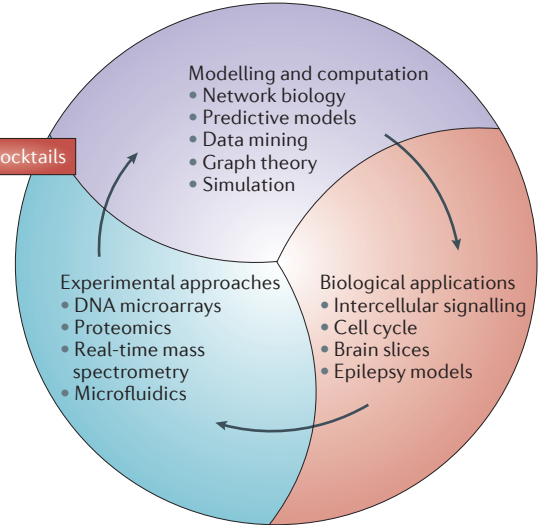 Modelling and computation
• Network biology
• Predictive models
• Data mining
• Graph theory
• Simulation
ocktails
Experimental approaches
• DNA microarrays
• Proteomics
• Real-time mass
spectrometry
• Microfluidics
Biological applications
• Intercellular signalling
• Cell cycle
• Brain slices
• Epilepsy models